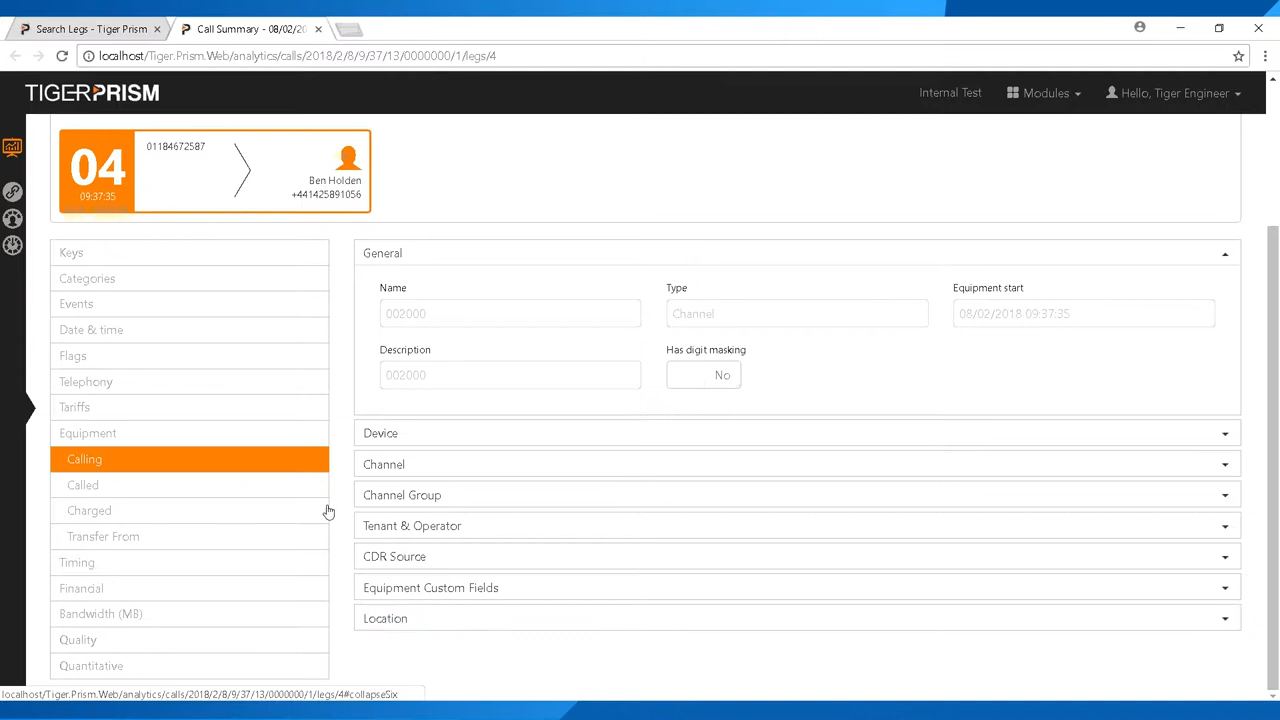 Search Legs - Tiger Prism
Call Summary - 08/02/20
localhost/Tiger.Prism.Web/analytics/calls/2018/2/8/9/37/13/0000000/1/legs/4
TIGERPRISM
Internal Test
Modules
Hello, Tiger Engineer
04
09:37:35
01184672587
Ben Holden
+441425891056
Keys
Categories
Events
Date & time
Flags
Telephony
Tariffs
Equipment
Calling
Called
Charged
Transfer From
Timing
Financial
Bandwidth (MB)
Quality
Quantitative
General
Name
Type
Equipment start
002000
Channel
08/02/2018 09:37:35
Description
Has digit masking
002000
No
Device
Channel
Channel Group
Tenant & Operator
CDR Source
Equipment Custom Fields
Location
localhost/Tiger.Prism.Web/analytics/calls/2018/2/8/9/37/13/0000000/1/legs/4#collapseSix